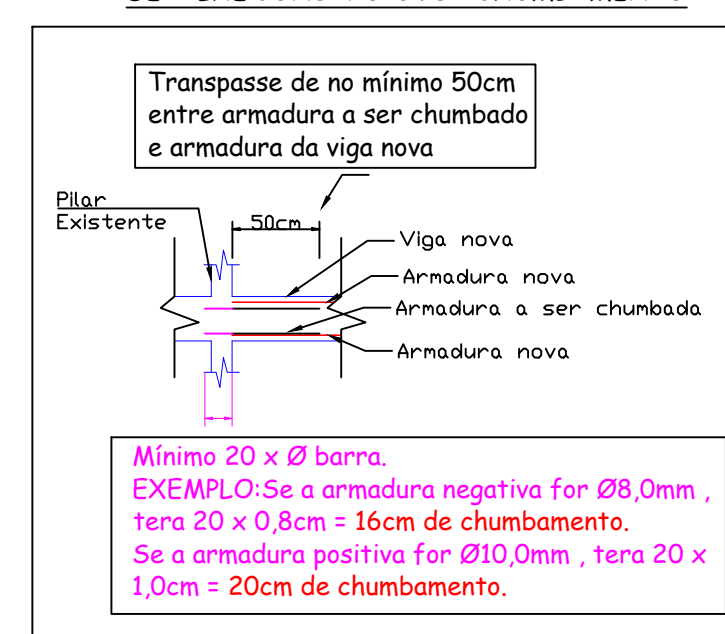 Transpasse de no mínimo 50cm
entre armadura a ser chumbado
e armadura da viga nova
Pilar
Existente
50cm
Viga nova
Armadura nova
Armadura a ser chumbada
Armadura nova
Mínimo 20 x Ø barra.
EXEMPLO:Se a armadura negativa for Ø8,0mm ,
tera 20 x 0,8cm = 16cm de chumbamento.
Se a armadura positiva for Ø10,0mm , tera 20 x
1,0cm = 20cm de chumbamento.